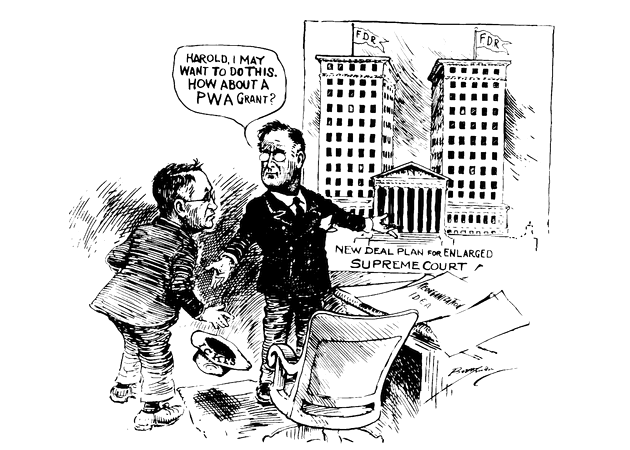 FDR
FDR
HAROLD, I MAY
WANT TO DO THIS.
HOW ABOUT A
PWA GRANT?
NEW DEAL PLAN FOR ENLARGED
SUPREME COURT
IDEA
ICKES